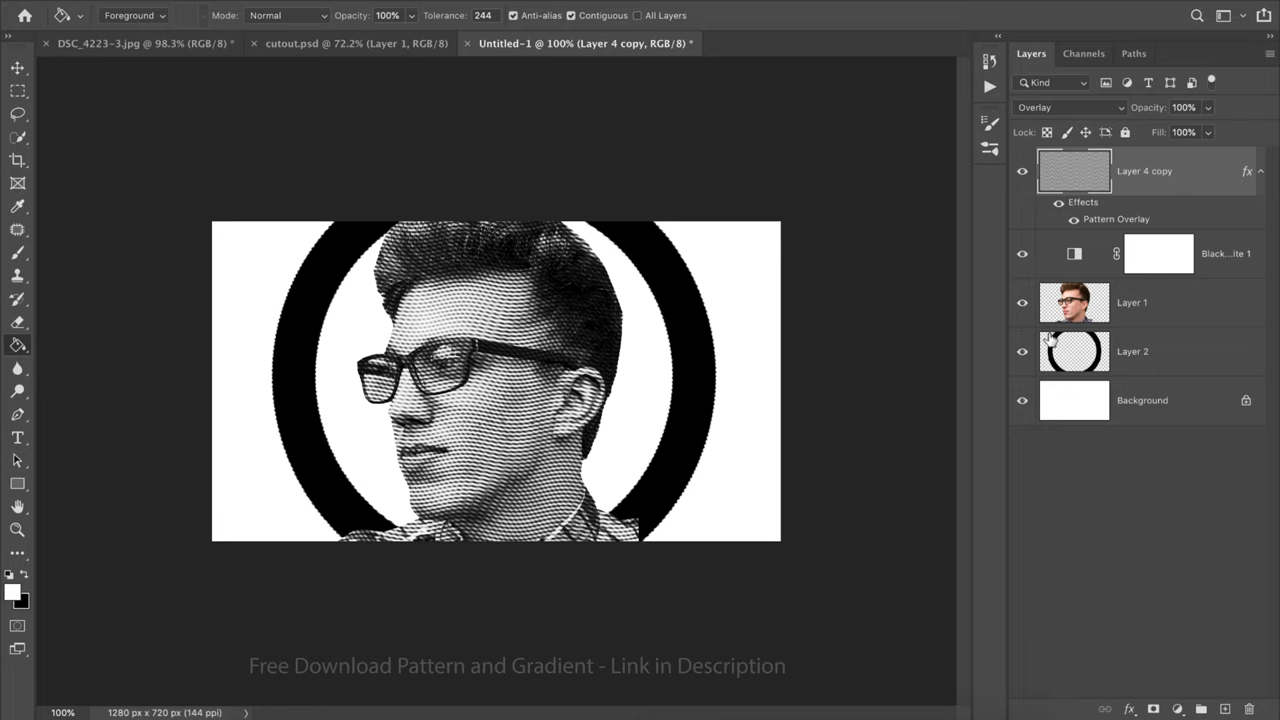 Foreground Mode: Normal Opacity: 100% Tolerance: 244 Anti-alias Contiguous All Layers
DSC_4223-3.jpg @ 98.3% (RGB/8) * cutout.psd @ 72.2% (Layer 1, RGB/8) Untitled-1 @ 100% (Layer 4 copy, RGB/8) *
Layers Channels Paths
Kind
Overlay Opacity: 100%
Lock: Fill: 100%
Layer 4 copy fx
Effects
Pattern Overlay
Black...ite 1
Layer 1
Layer 2
Background
Free Download Pattern and Gradient - Link in Description
100% 1280 px x 720 px (144 ppi)